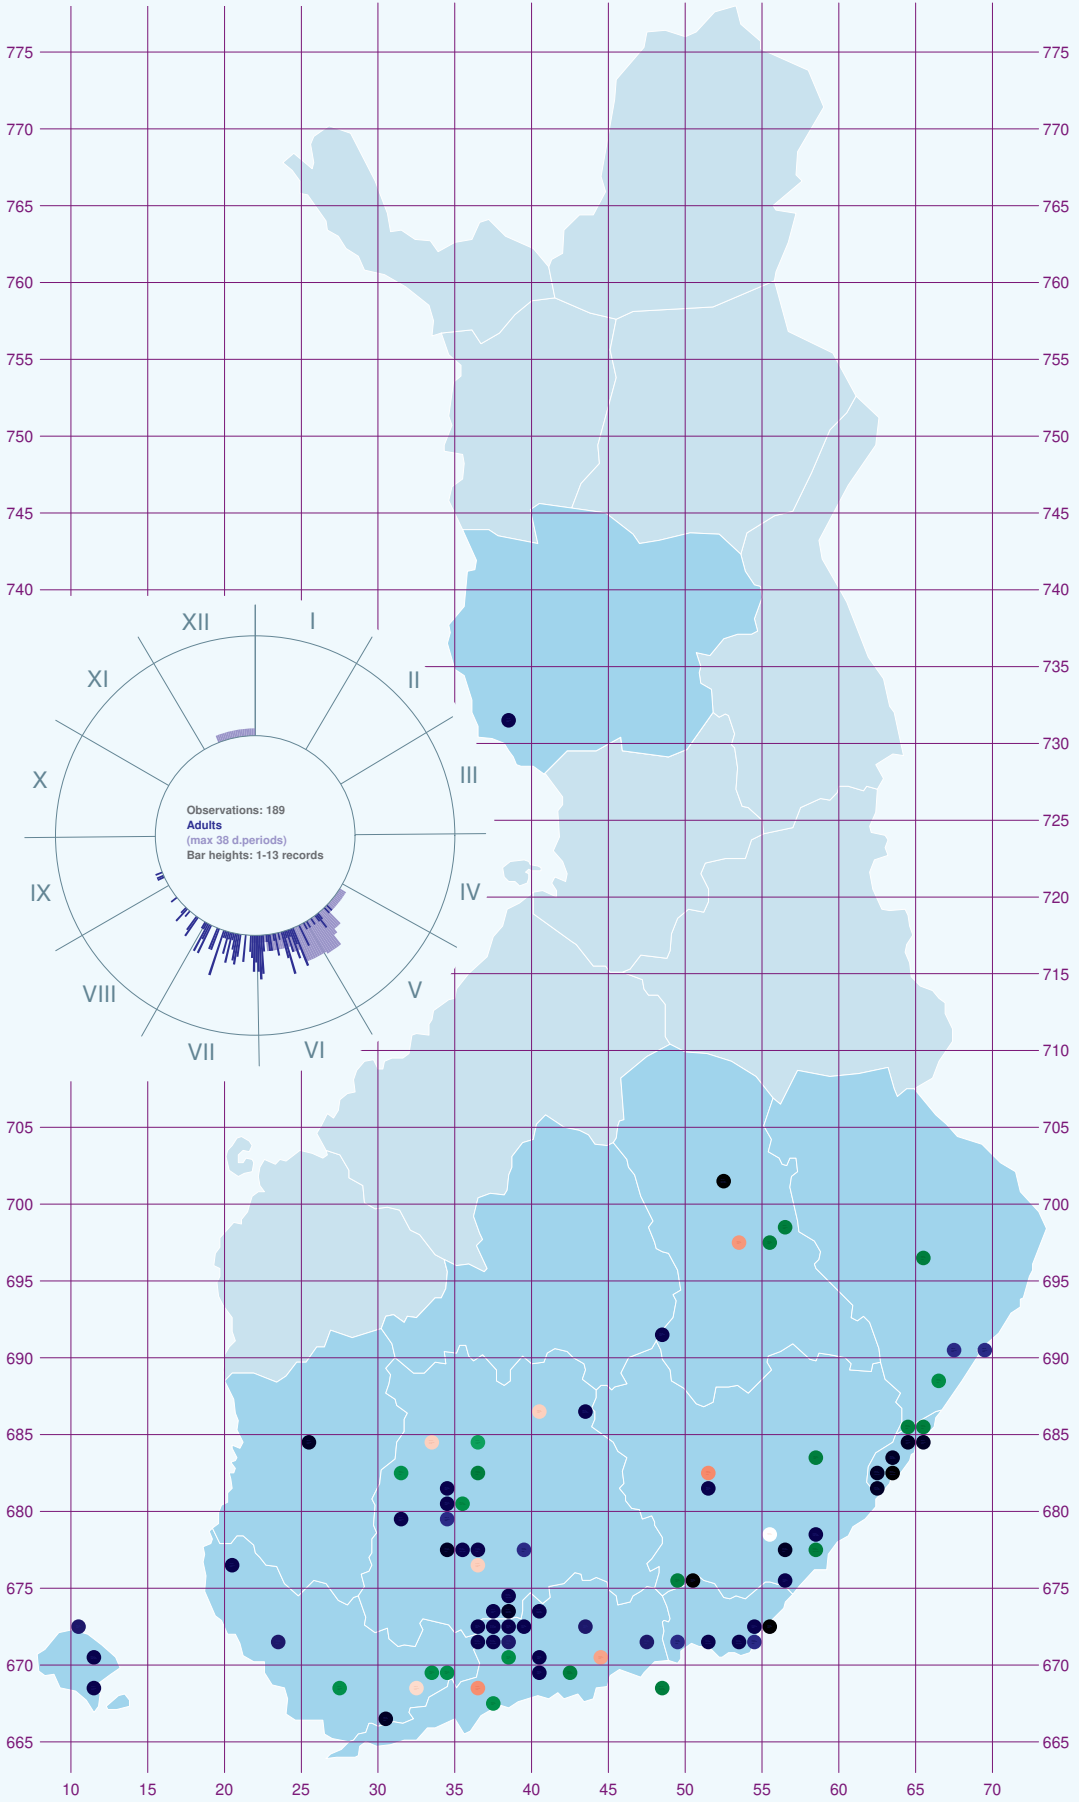 775 775
770 770
765 765
760 760
755 755
750 750
745 745
740 740
XII I
735
XI II
730
X III
Observations: 189
Adults
(max 38 d.periods)
Bar heights: 1-13 records
725
IX IV
720
VIII V
715
VII VI
710
705 705
700 700
695 695
690 690
685 685
680 680
675 675
670 670
665 665
10 15 20 25 30 35 40 45 50 55 60 65 70